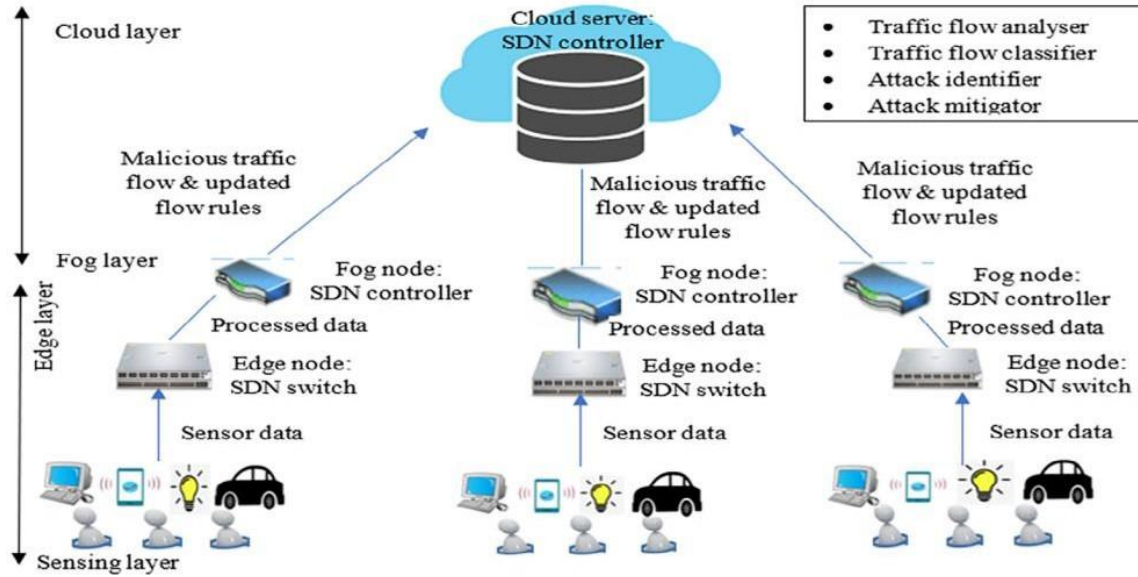 Cloud layer
Cloud server:
SDN controller
• Traffic flow analyser
• Traffic flow classifier
• Attack identifier
• Attack mitigator
Malicious traffic
flow & updated
flow rules
Malicious traffic
flow & updated
flow rules
Malicious traffic
flow & updated
flow rules
Fog layer
Fog node:
SDN controller
Fog node:
SDN controller
Fog node:
SDN controller
Edge layer
Processed data
Processed data
Processed data
Edge node:
SDN switch
Edge node:
SDN switch
Edge node:
SDN switch
Sensor data
Sensor data
Sensor data
Sensing layer